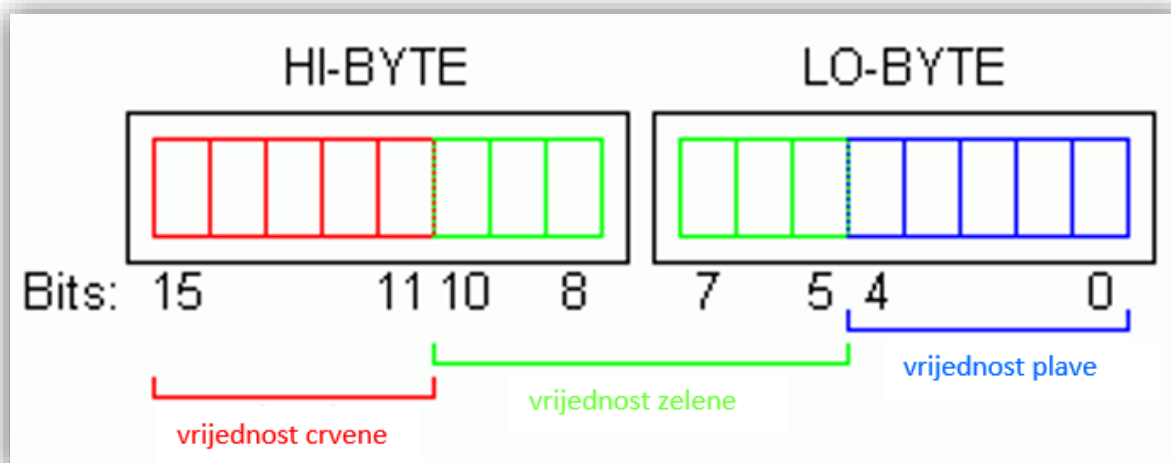 HI-BYTE LO-BYTE
Bits: 15 11 10 8 7 5 4 0
vrijednost plave
vrijednost zelene
vrijednost crvene